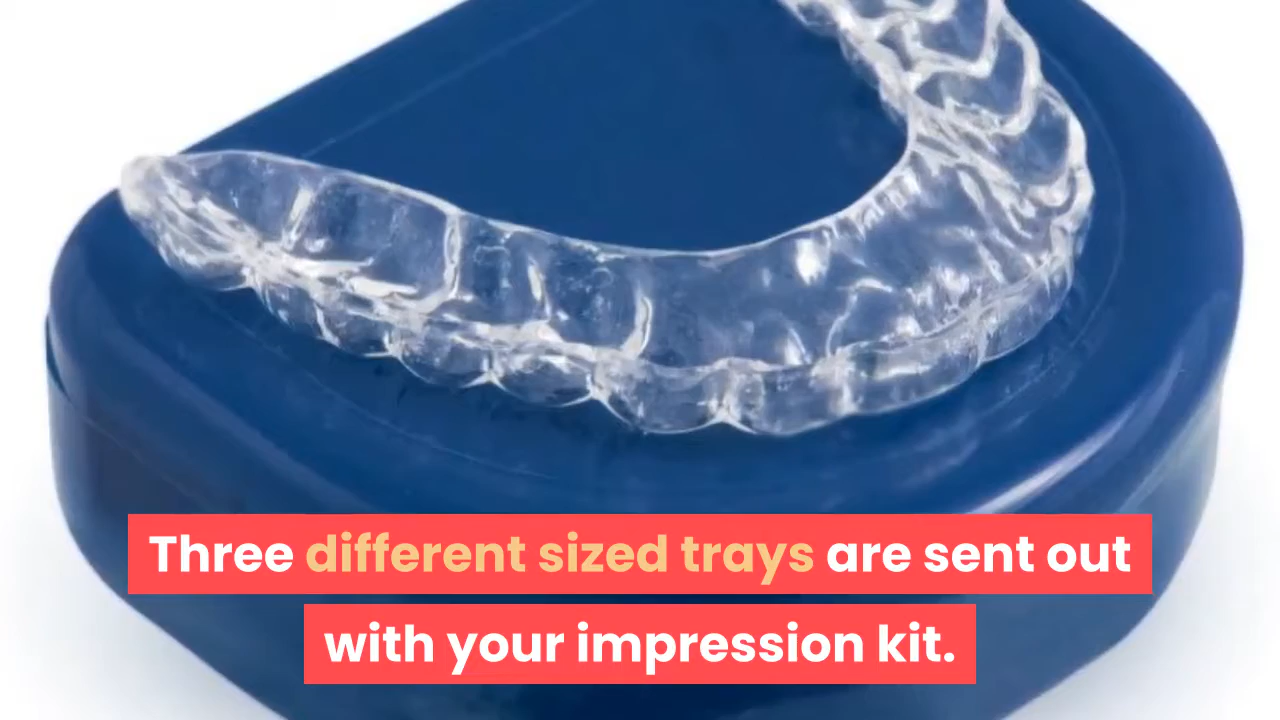 Three different sized trays are sent out
with your impression kit.